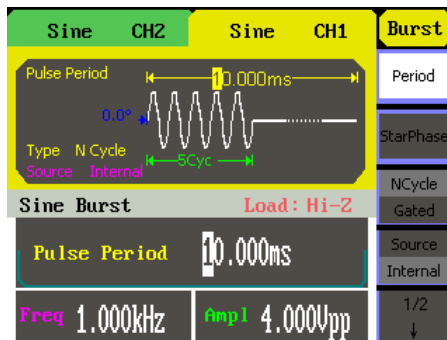 Sine CH2 Sine CH1 Burst
Pulse Period
10.000ms
Period
0.0°
StarPhase
Type N Cycle
5Cyc
Source Internal
NCycle
Gated
Sine Burst Load: Hi-Z
Source
Internal
Pulse Period 10.000ms
Freq 1.000kHz Ampl 4.000Vpp
1/2
↓